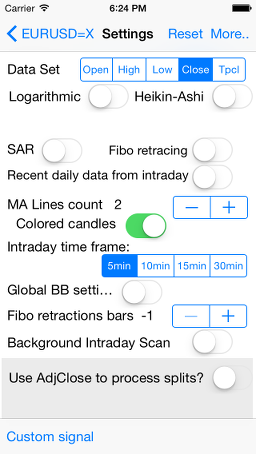 Carrier 6:24 PM
EURUSD=X Settings Reset More..
Data Set Open High Low Close Tpcl
Logarithmic Heikin-Ashi
SAR Fibo retracing
Recent daily data from intraday
MA Lines count 2 − +
Colored candles
Intraday time frame:
5min 10min 15min 30min
Global BB setti...
Fibo retractions bars -1 − +
Background Intraday Scan
Use AdjClose to process splits?
Custom signal